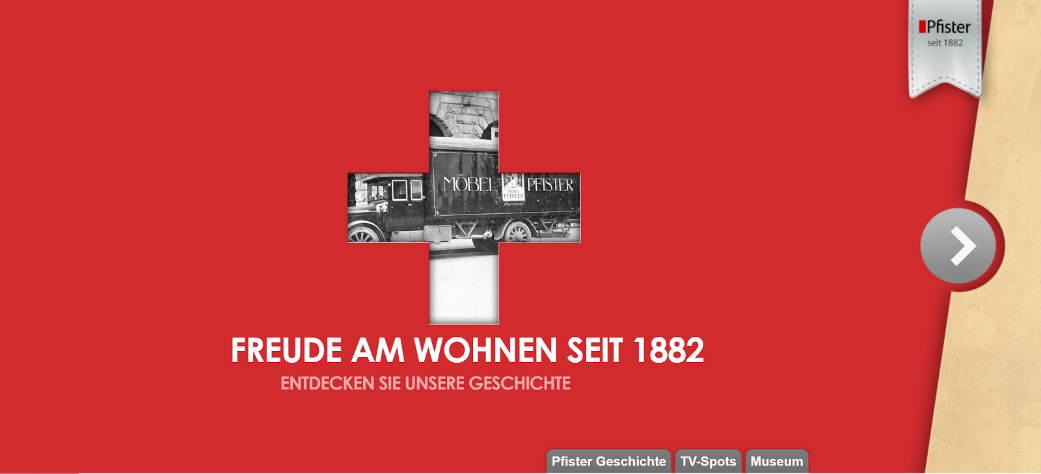 Pfister
seit 1882
MÖBEL PFISTER
FREUDE AM WOHNEN SEIT 1882
ENTDECKEN SIE UNSERE GESCHICHTE
Pfister Geschichte TV-Spots Museum